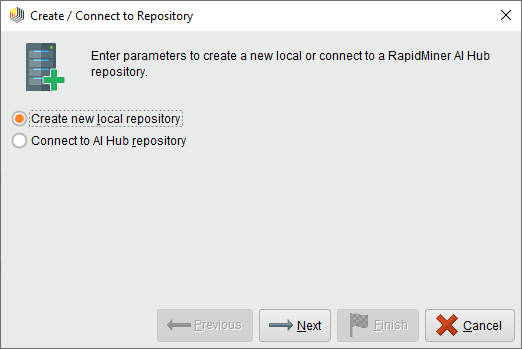 Create / Connect to Repository
Enter parameters to create a new local or connect to a RapidMiner AI Hub
repository.
Create new local repository
Connect to AI Hub repository
Previous
Next
Finish
Cancel